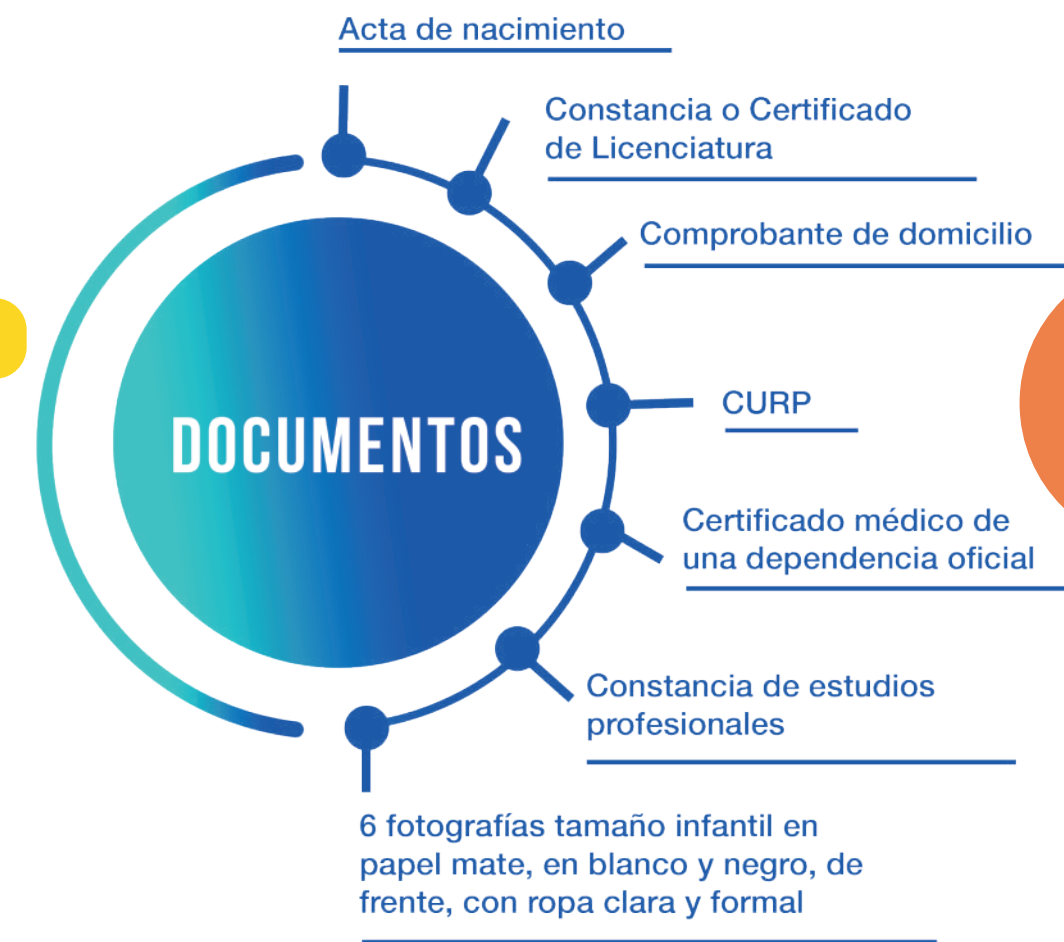 Acta de nacimiento
Constancia o Certificado
de Licenciatura
Comprobante de domicilio
CURP
DOCUMENTOS
Certificado médico de
una dependencia oficial
Constancia de estudios
profesionales
6 fotografías tamaño infantil en
papel mate, en blanco y negro, de
frente, con ropa clara y formal